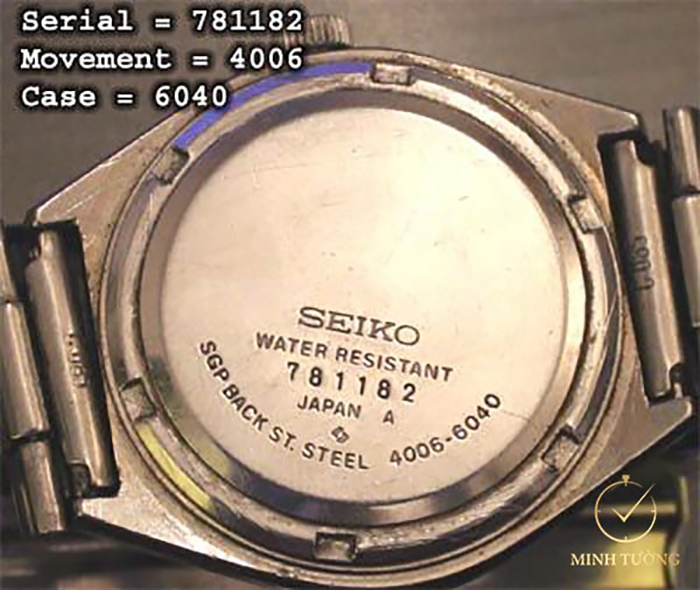 Serial = 781182
Movement = 4006
Case = 6040
SEIKO
WATER RESISTANT
781182
JAPAN A
SGP BACK ST. STEEL 4006-6040
MINH TƯỜNG